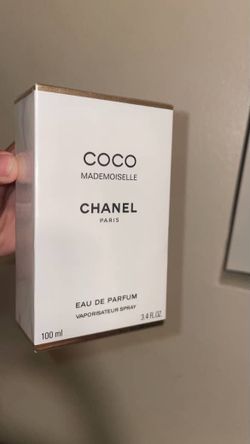 COCO
MADEMOISELLE
CHANEL
PARIS
EAU DE PARFUM
VAPORISATEUR SPRAY
100 ml 3.4 FL.OZ.